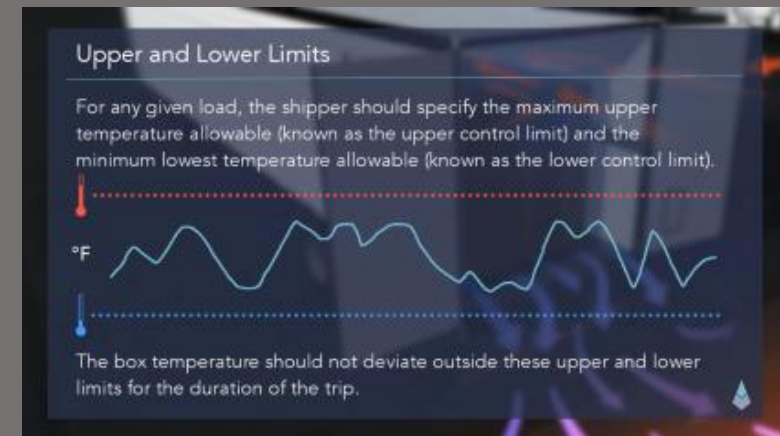 Upper and Lower Limits
For any given load, the shipper should specify the maximum upper
temperature allowable (known as the upper control limit) and the
minimum lowest temperature allowable (known as the lower control limit).
°F
The box temperature should not deviate outside these upper and lower
limits for the duration of the trip.